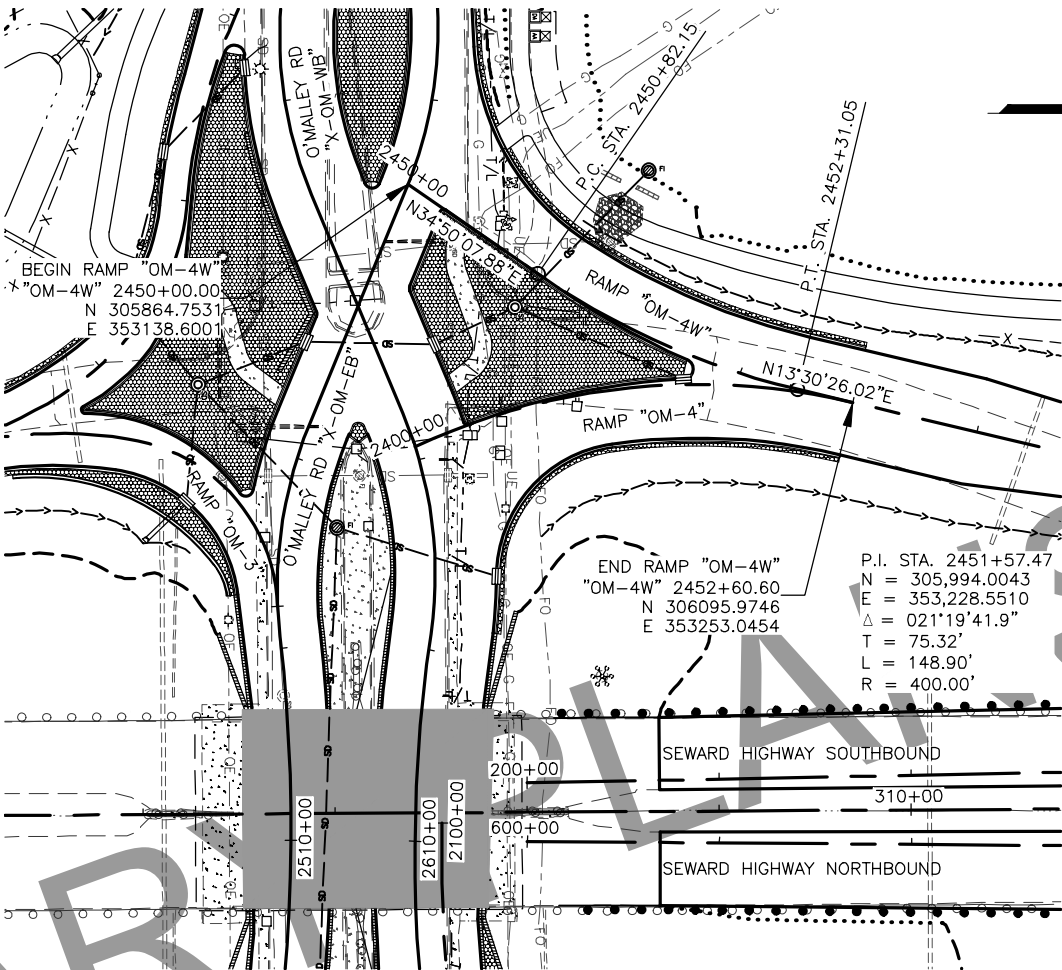 O'MALLEY RD
"X-OM-WB"
P.C. STA. 2450+82.15
P.T. STA. 2452+31.05
2450+00
N34°50'07.88"E
BEGIN RAMP "OM-4W"
"OM-4W" 2450+00.00
N 305864.7531
E 353138.6001
RAMP "OM-4W"
N13°30'26.02"E
RAMP "OM-4"
2400+00
O'MALLEY RD "X-OM-EB"
RAMP "OM-3"
END RAMP "OM-4W"
"OM-4W" 2452+60.60
N 306095.9746
E 353253.0454
P.I. STA. 2451+57.47
N = 305,994.0043
E = 353,228.5510
Δ = 021°19'41.9"
T = 75.32'
L = 148.90'
R = 400.00'
SEWARD HIGHWAY SOUTHBOUND
200+00
310+00
600+00
SEWARD HIGHWAY NORTHBOUND
2510+00
2610+00
2100+00